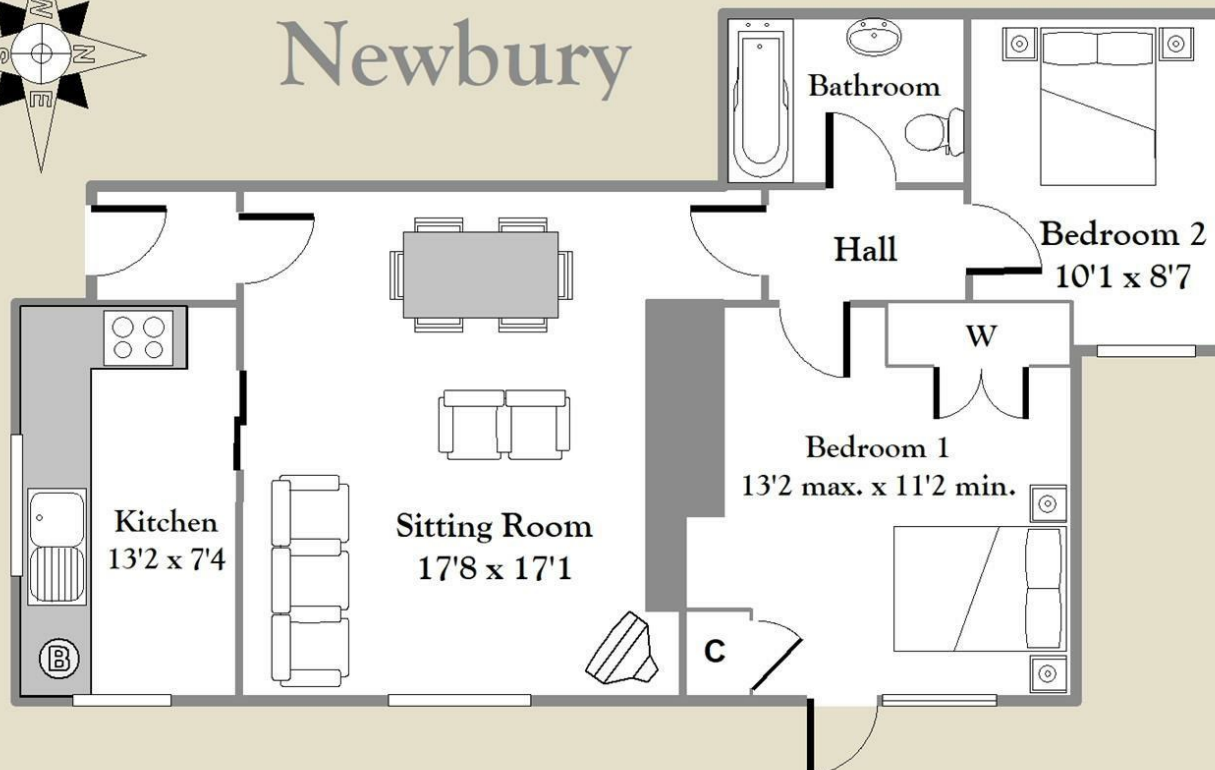 W
N
S
E
Newbury
Bathroom
Hall
Bedroom 2
10'1 x 8'7
W
Bedroom 1
13'2 max. x 11'2 min.
Kitchen
13'2 x 7'4
Sitting Room
17'8 x 17'1
C
B